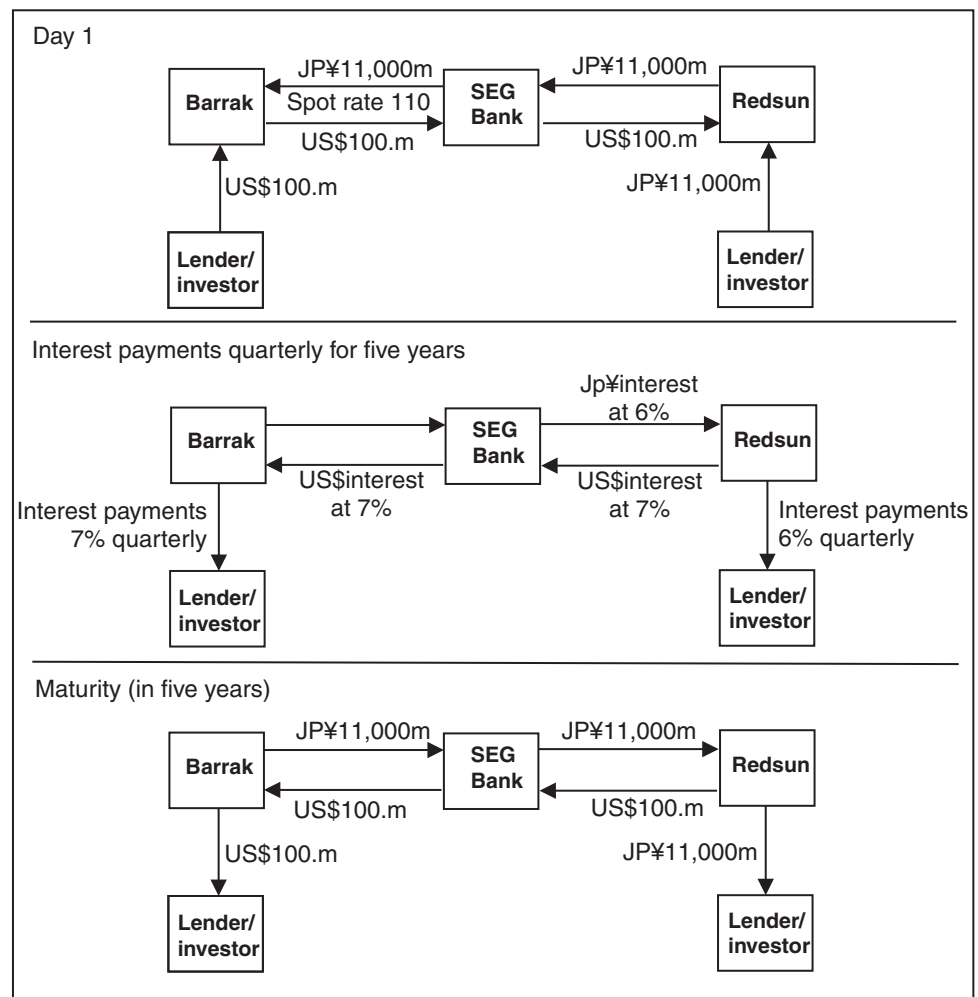 Day 1
JP¥11,000m
JP¥11,000m
Barrak
Spot rate 110
SEG
Bank
Redsun
US$100.m
US$100.m
US$100.m
JP¥11,000m
Lender/
investor
Lender/
investor
Interest payments quarterly for five years
Jp¥interest
at 6%
Barrak
SEG
Bank
Redsun
US$interest
at 7%
US$interest
at 7%
Interest payments
7% quarterly
Interest payments
6% quarterly
Lender/
investor
Lender/
investor
Maturity (in five years)
JP¥11,000m
JP¥11,000m
Barrak
SEG
Bank
Redsun
US$100.m
US$100.m
US$100.m
JP¥11,000m
Lender/
investor
Lender/
investor